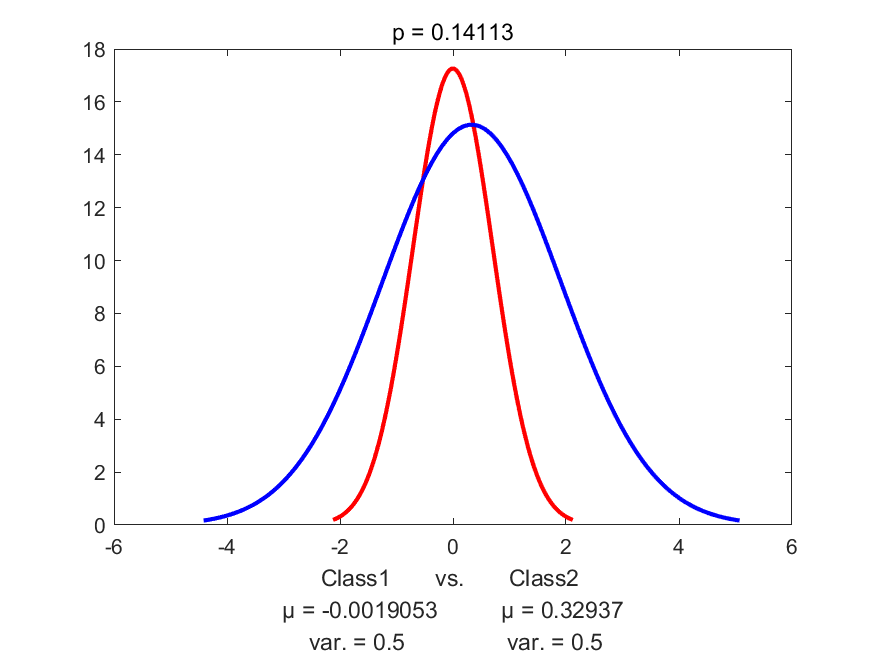 p = 0.14113
18
16
14
12
10
8
6
4
2
0
-6 -4 -2 0 2 4 6
Class1 vs. Class2
μ = -0.0019053 μ = 0.32937
var. = 0.5 var. = 0.5